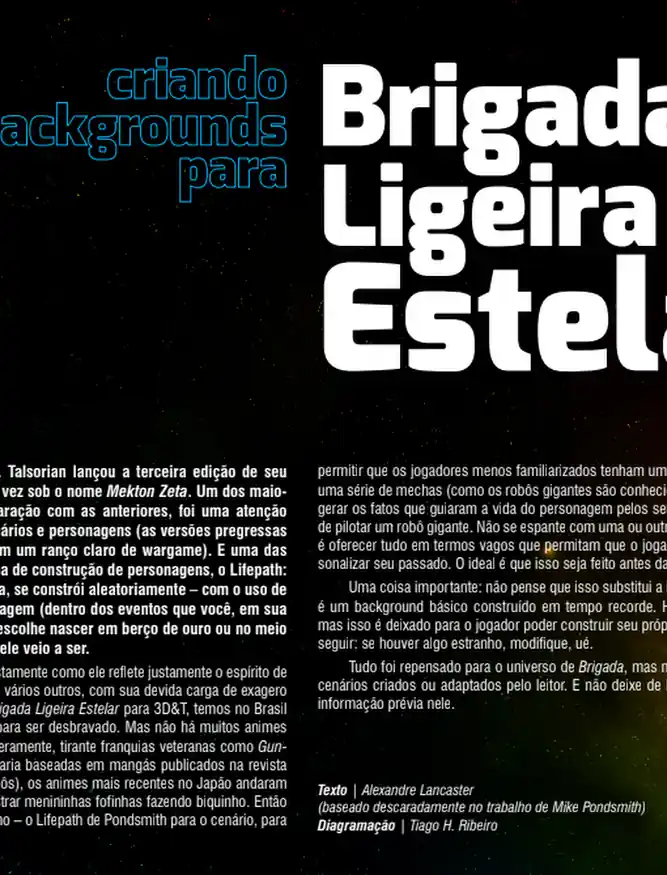 criando
ackgrounds
para
Brigada
Ligeira
Estela
. Talsorian lançou a terceira edição de seu
vez sob o nome Mekton Zeta. Um dos maio-
aração com as anteriores, foi uma atenção
ários e personagens (as versões pregressas
m um ranço claro de wargame). E uma das
a de construção de personagens, o Lifepath:
a, se constrói aleatoriamente – com o uso de
agem (dentro dos eventos que você, em sua
escolhe nascer em berço de ouro ou no meio
ele veio a ser.
stamente como ele reflete justamente o espírito de
vários outros, com sua devida carga de exagero
igada Ligeira Estelar para 3D&T, temos no Brasil
para ser desbravado. Mas não há muitos animes
eramente, tirante franquias veteranas como Gun-
aria baseadas em mangás publicados na revista
ôs), os animes mais recentes no Japão andaram
strar menininhas fofinhas fazendo biquinho. Então
no – o Lifepath de Pondsmith para o cenário, para
permitir que os jogadores menos familiarizados tenham um
uma série de mechas (como os robôs gigantes são conheci
gerar os fatos que guiaram a vida do personagem pelos se
de pilotar um robô gigante. Não se espante com uma ou out
é oferecer tudo em termos vagos que permitam que o joga
sonalizar seu passado. O ideal é que isso seja feito antes da
Uma coisa importante: não pense que isso substitui a
é um background básico construído em tempo recorde. H
mas isso é deixado para o jogador poder construir seu próp
seguir: se houver algo estranho, modifique, ué.
Tudo foi repensado para o universo de Brigada, mas n
cenários criados ou adaptados pelo leitor. E não deixe de
informação prévia nele.
Texto | Alexandre Lancaster
(baseado descaradamente no trabalho de Mike Pondsmith)
Diagramação | Tiago H. Ribeiro